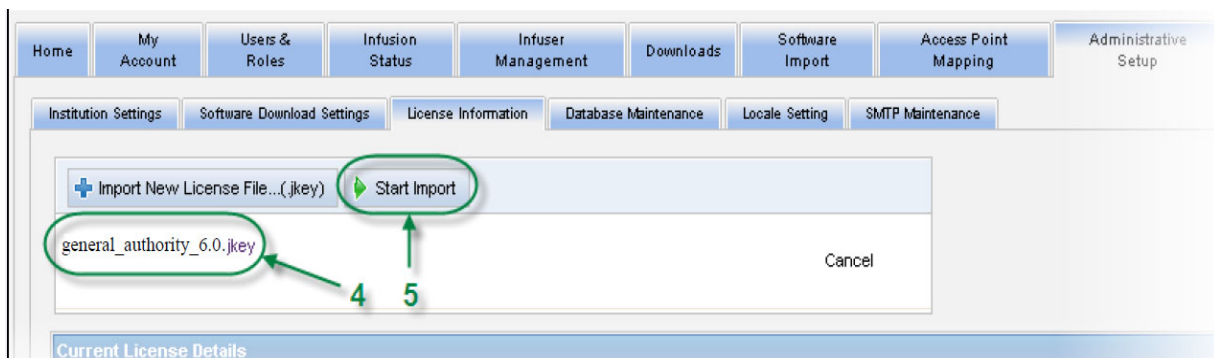 Home
My Account
Users & Roles
Infusion Status
Infuser Management
Downloads
Software Import
Access Point Mapping
Administrative Setup
Institution Settings
Software Download Settings
License Information
Database Maintenance
Locale Setting
SMTP Maintenance
Import New License File...(.jkey)
Start Import
general_authority_6.0.jkey
Cancel
4
5
Current License Details